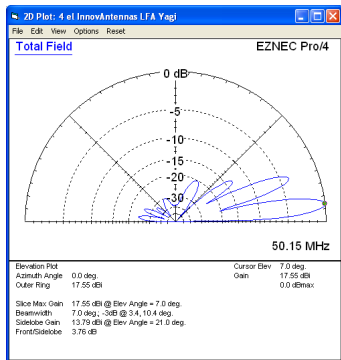 2D Plot: 4 el InnovAntennas LFA Yagi
File Edit View Options Reset
Total Field
EZNEC Pro/4
0 dB
-5
-10
-15
-20
-30
50.15 MHz
Elevation Plot
Azimuth Angle 0.0 deg.
Outer Ring 17.55 dBi
Cursor Elev 7.0 deg.
Gain 17.55 dBi
0.0 dBmax
Slice Max Gain 17.55 dBi @ Elev Angle = 7.0 deg.
Beamwidth 7.0 deg.; -3dB @ 3.4, 10.4 deg.
Sidelobe Gain 13.79 dBi @ Elev Angle = 21.0 deg.
Front/Sidelobe 3.76 dB